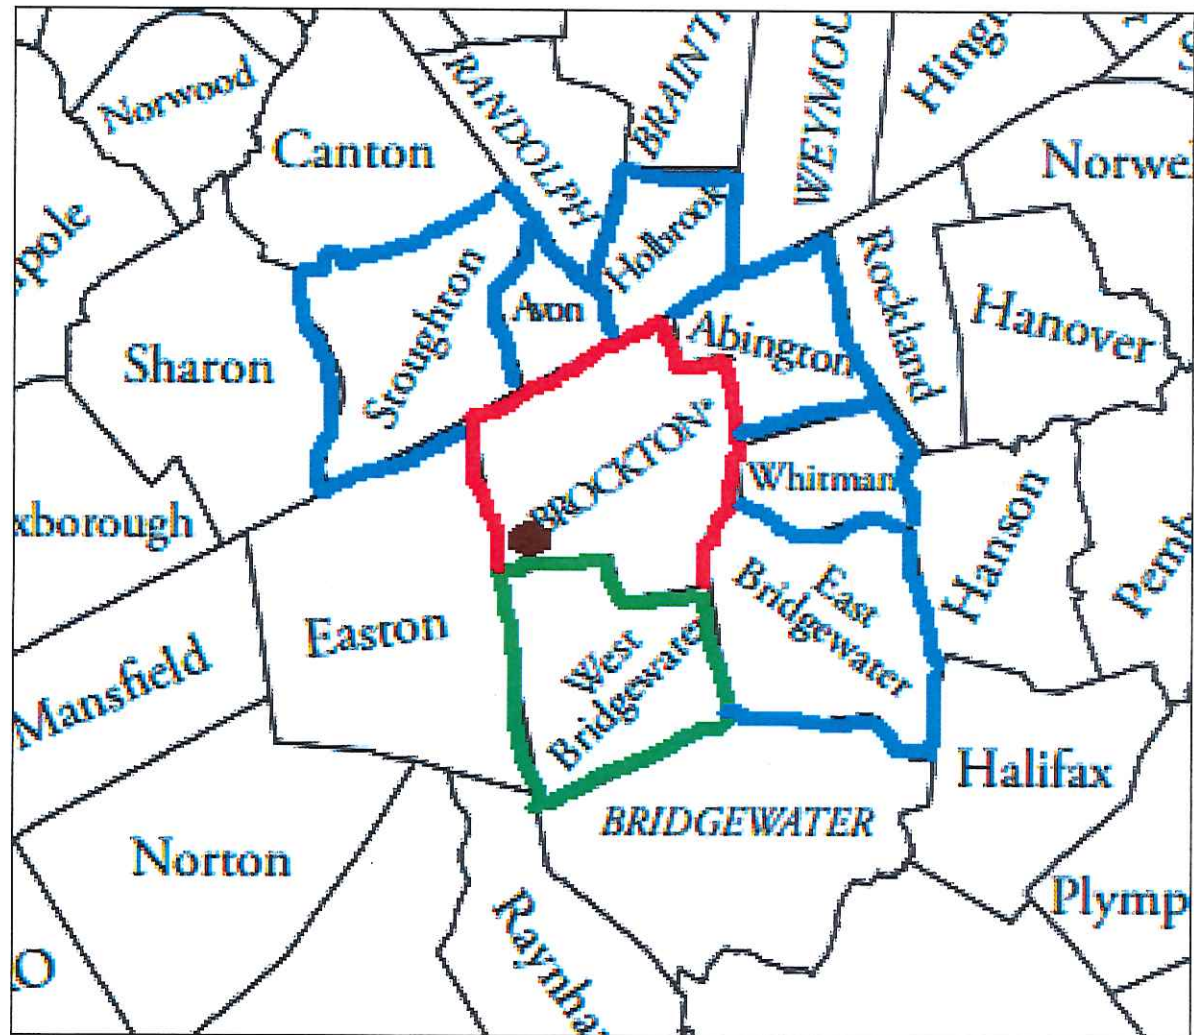 Norwood
Canton
RANDOLPH
BRAINT
WEYMOU
Hing
Norwe
pole
Sharon
Stoughton
Avon
Holbrook
Abington
Rockland
Hanover
xborough
BROCKTON
Whitman
Hanson
Pemb
Mansfield
Easton
West
Bridgewater
East
Bridgewater
Halifax
Norton
BRIDGEWATER
Raynha
Plymp
O